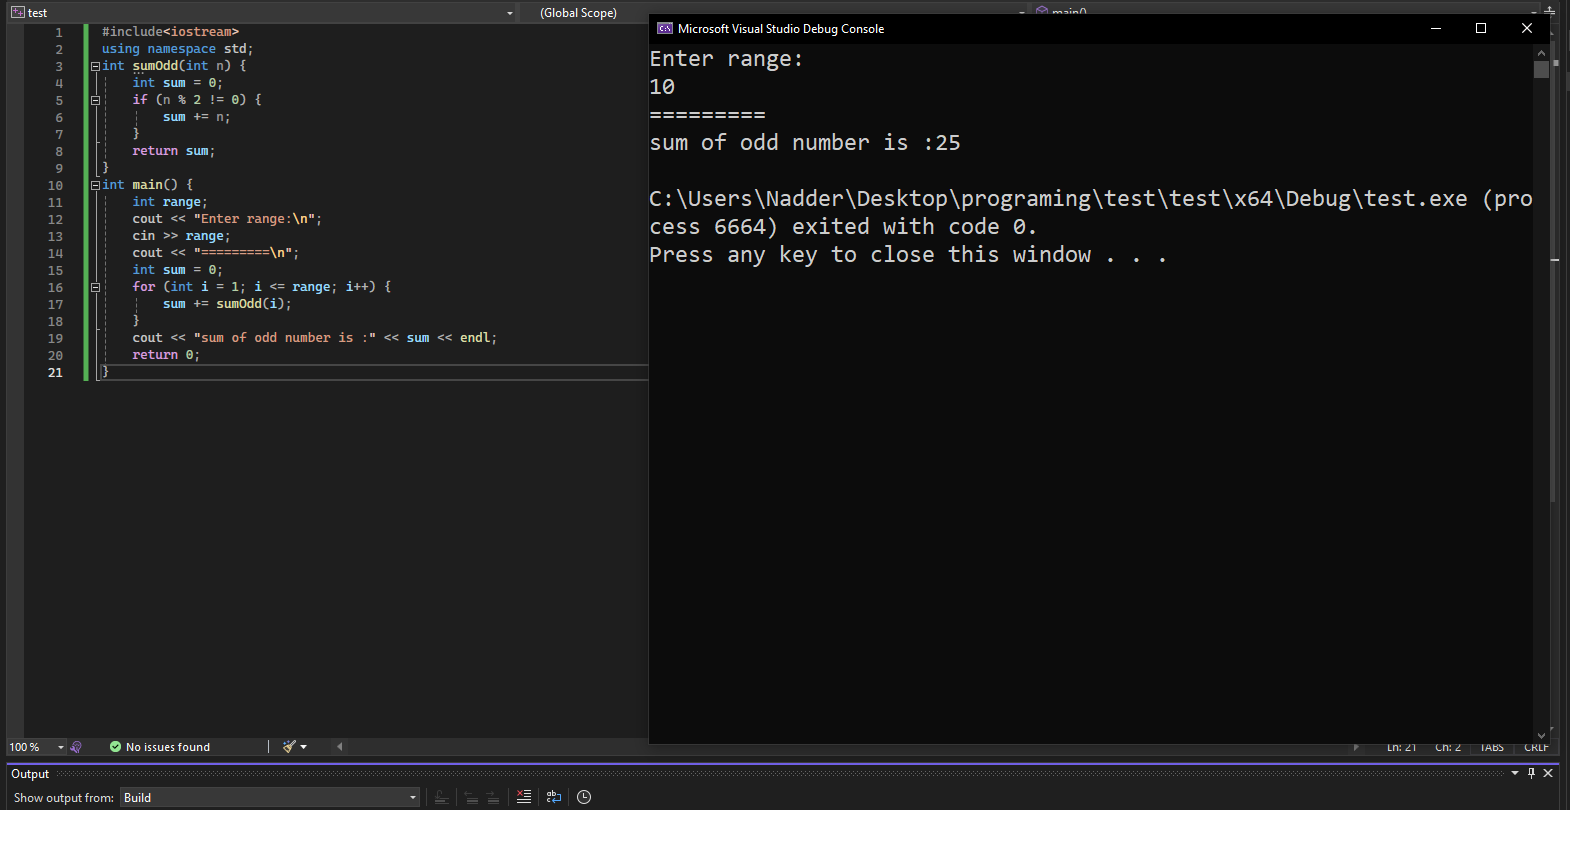 test
(Global Scope)
main()
1 #include<iostream>
2 using namespace std;
3 int sumOdd(int n) {
4 int sum = 0;
5 if (n % 2 != 0) {
6 sum += n;
7 }
8 return sum;
9 }
10 int main() {
11 int range;
12 cout << "Enter range:\n";
13 cin >> range;
14 cout << "=========\n";
15 int sum = 0;
16 for (int i = 1; i <= range; i++) {
17 sum += sumOdd(i);
18 }
19 cout << "sum of odd number is :" << sum << endl;
20 return 0;
21 }
Microsoft Visual Studio Debug Console
Enter range:
10
=========
sum of odd number is :25
C:\Users\Nadder\Desktop\programing\test\test\x64\Debug\test.exe (pro
cess 6664) exited with code 0.
Press any key to close this window . . .
100 %
No issues found
Ln: 21 Ch: 2 TABS CRLF
Output
Show output from: Build